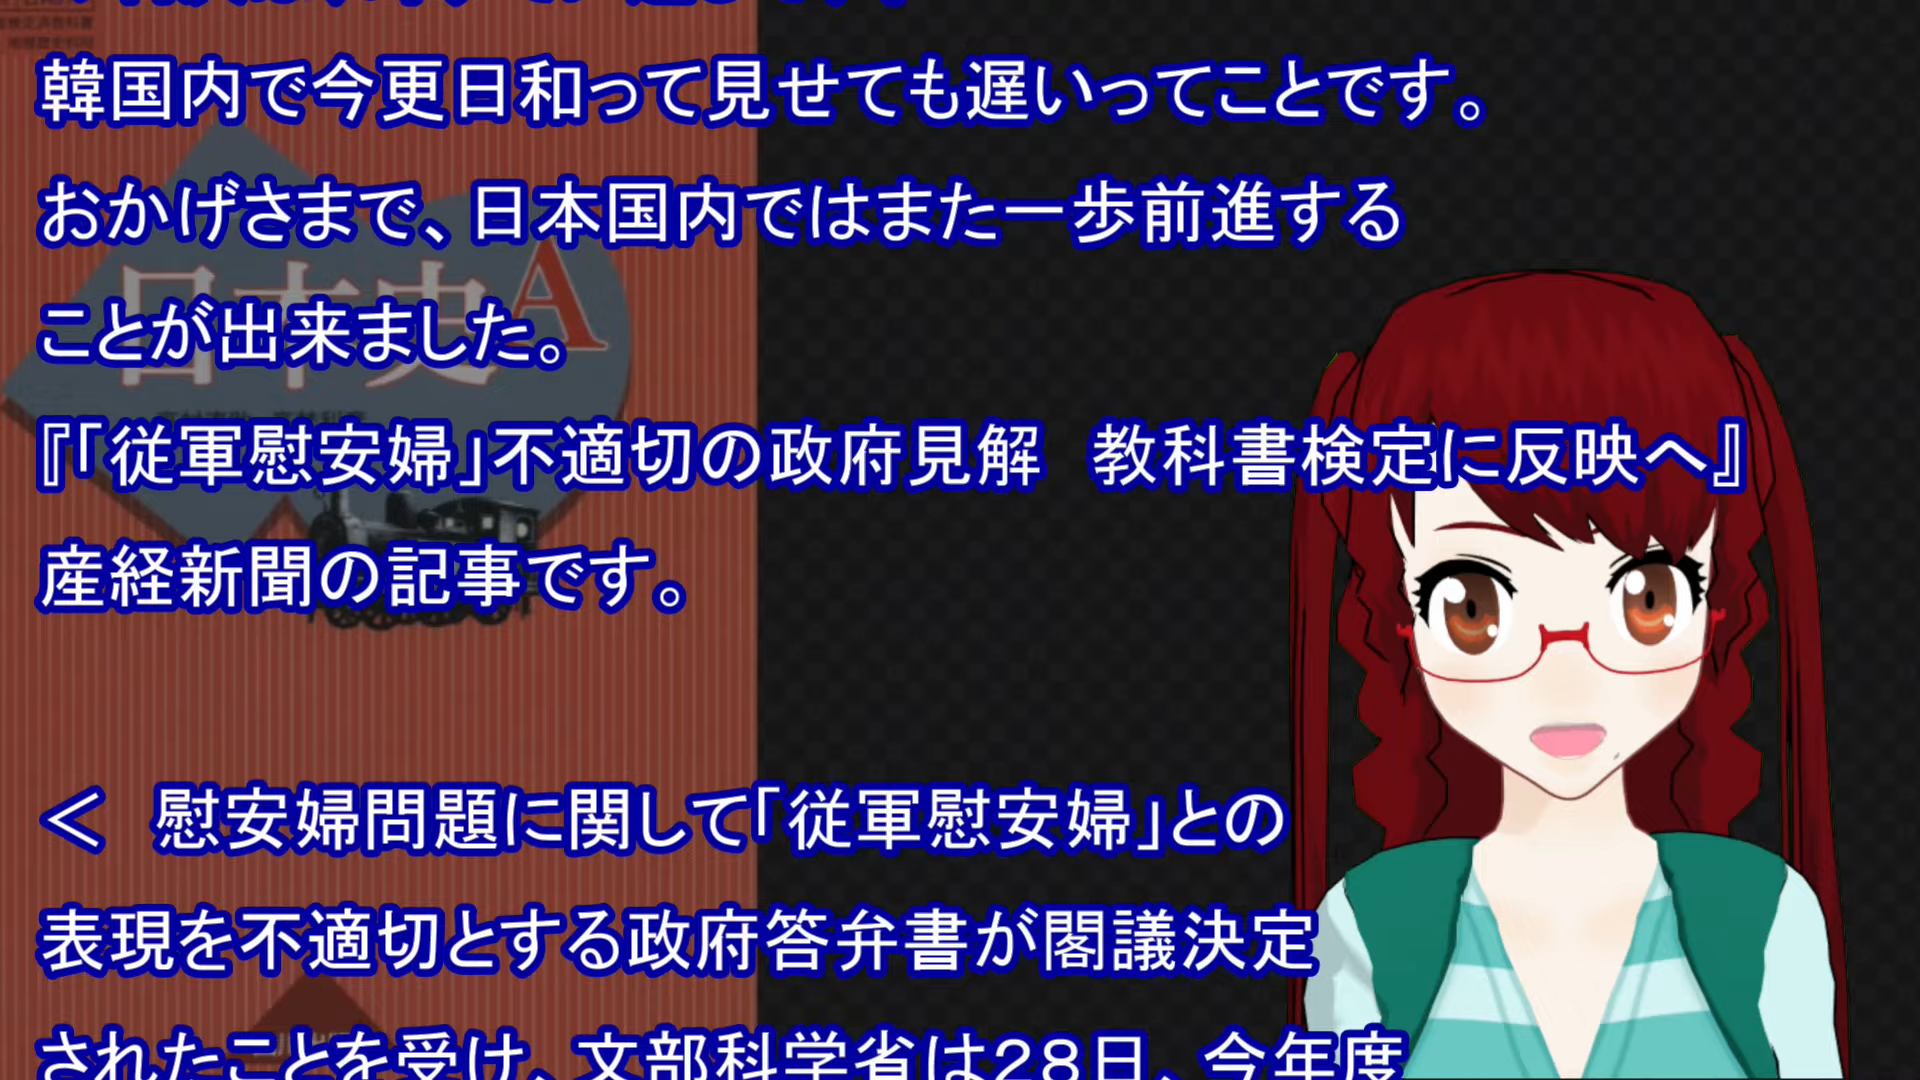 韓国内で今更日和って見せても遅いってことです。
おかげさまで、日本国内ではまた一歩前進する
ことが出来ました。
『「従軍慰安婦」不適切の政府見解　教科書検定に反映へ』
産経新聞の記事です。
＜　慰安婦問題に関して「従軍慰安婦」との
表現を不適切とする政府答弁書が閣議決定
されたことを受け、文部科学省は２８日、今年度
日本史A